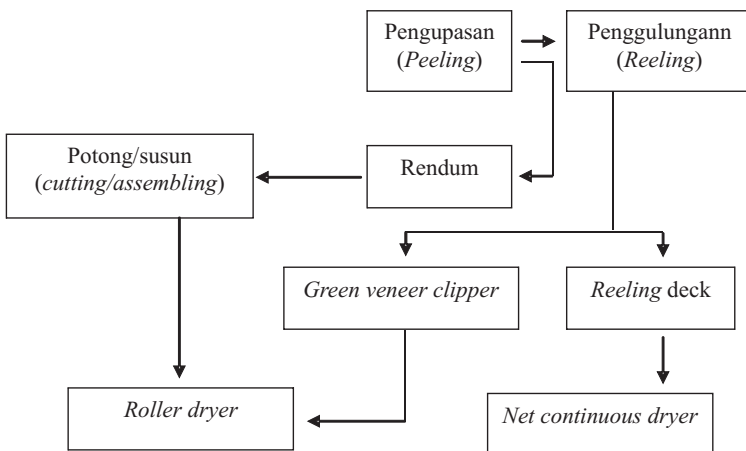 Pengupasan
(Peeling)
Penggulungann
(Reeling)
Potong/susun
(cutting/assembling)
Rendum
Green veneer clipper
Reeling deck
Roller dryer
Net continuous dryer